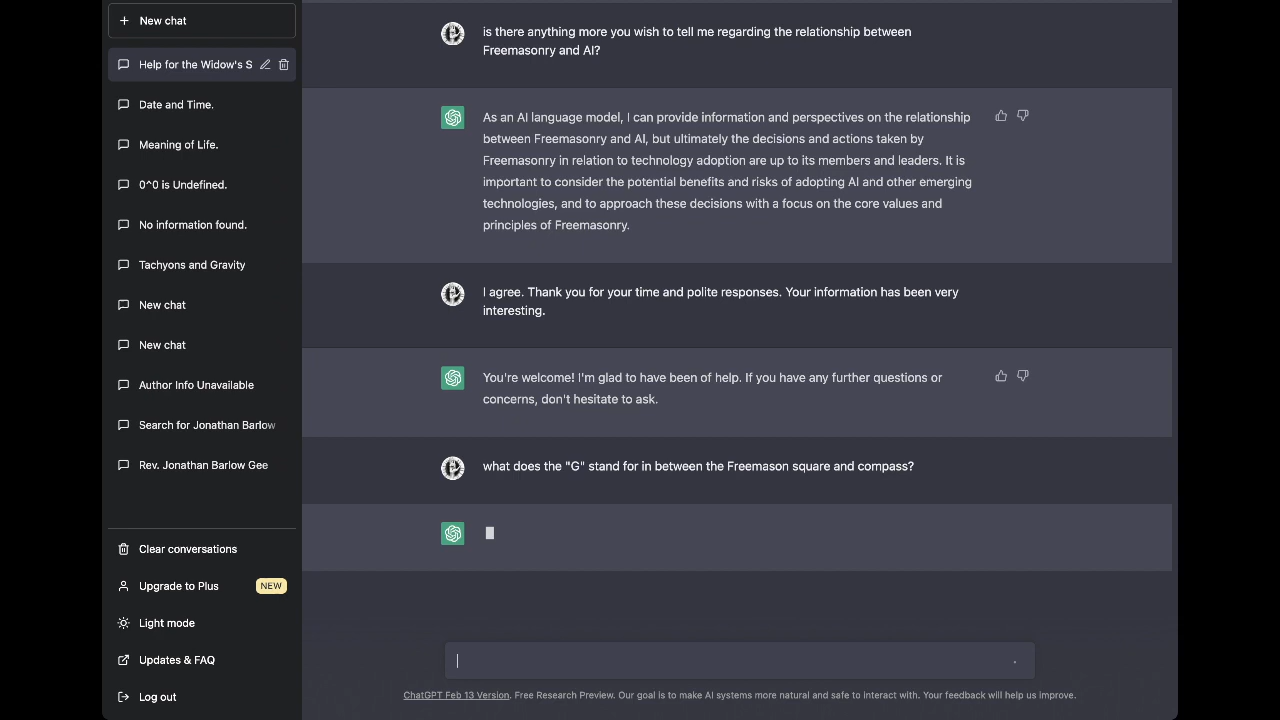 New chat
Help for the Widow's S
Date and Time.
Meaning of Life.
0^0 is Undefined.
No information found.
Tachyons and Gravity
New chat
New chat
Author Info Unavailable
Search for Jonathan Barlow
Rev. Jonathan Barlow Gee
Clear conversations
Upgrade to Plus NEW
Light mode
Updates & FAQ
Log out
is there anything more you wish to tell me regarding the relationship between
Freemasonry and AI?
As an AI language model, I can provide information and perspectives on the relationship
between Freemasonry and AI, but ultimately the decisions and actions taken by
Freemasonry in relation to technology adoption are up to its members and leaders. It is
important to consider the potential benefits and risks of adopting AI and other emerging
technologies, and to approach these decisions with a focus on the core values and
principles of Freemasonry.
I agree. Thank you for your time and polite responses. Your information has been very
interesting.
You're welcome! I'm glad to have been of help. If you have any further questions or
concerns, don't hesitate to ask.
what does the "G" stand for in between the Freemason square and compass?
ChatGPT Feb 13 Version. Free Research Preview. Our goal is to make AI systems more natural and safe to interact with. Your feedback will help us improve.